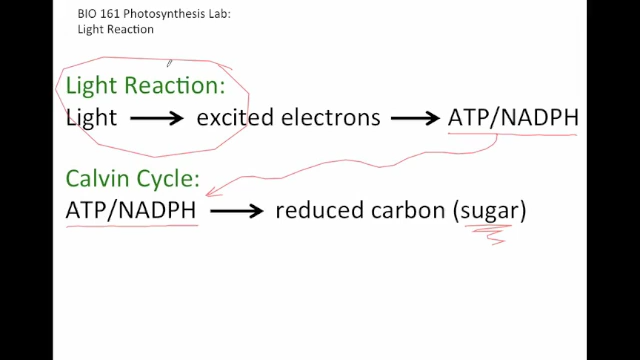 BIO 161 Photosynthesis Lab:
Light Reaction
Light Reaction:
Light → excited electrons → ATP/NADPH
Calvin Cycle:
ATP/NADPH → reduced carbon (sugar)